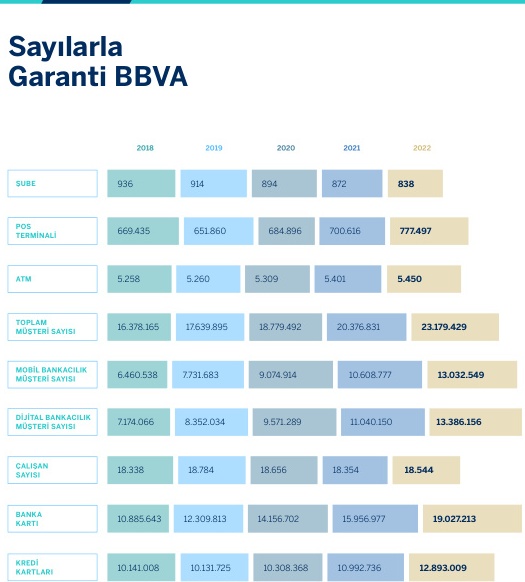 Sayılarla
Garanti BBVA
2018 2019 2020 2021 2022
ŞUBE 936 914 894 872 838
POS
TERMİNALİ 669.435 651.860 684.896 700.616 777.497
ATM 5.258 5.260 5.309 5.401 5.450
TOPLAM
MÜŞTERİ SAYISI 16.378.165 17.639.895 18.779.492 20.376.831 23.179.429
MOBİL BANKACILIK
MÜŞTERİ SAYISI 6.460.538 7.731.683 9.074.914 10.608.777 13.032.549
DİJİTAL BANKACILIK
MÜŞTERİ SAYISI 7.174.066 8.352.034 9.571.289 11.040.150 13.386.156
ÇALIŞAN
SAYISI 18.338 18.784 18.656 18.354 18.544
BANKA
KARTI 10.885.643 12.309.813 14.156.702 15.956.977 19.027.213
KREDİ
KARTLARI 10.141.008 10.131.725 10.308.368 10.992.736 12.893.009